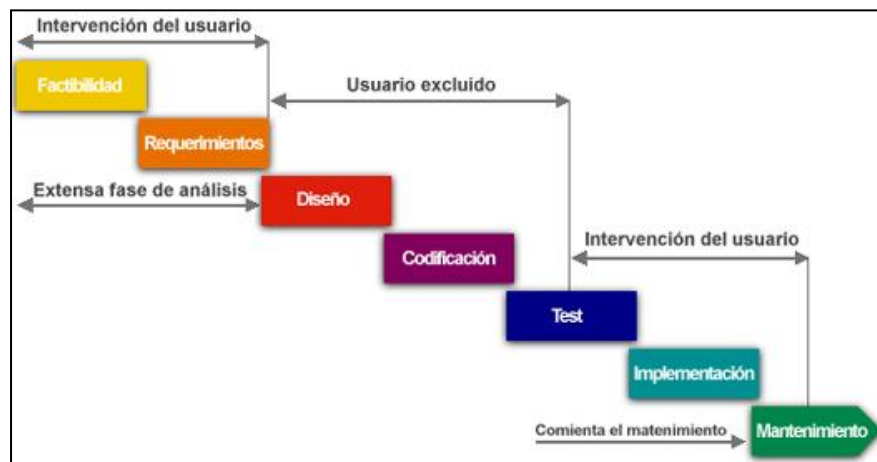 Intervención del usuario
Factibilidad
Usuario excluido
Requerimientos
Extensa fase de análisis
Diseño
Codificación
Intervención del usuario
Test
Implementación
Comienta el matenimiento
Mantenimiento